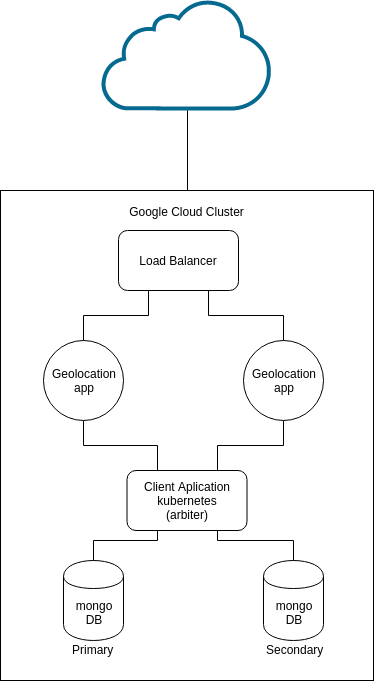 Google Cloud Cluster
Load Balancer
Geolocation
app
Geolocation
app
Client Aplication
kubernetes
(arbiter)
mongo
DB
mongo
DB
Primary
Secondary